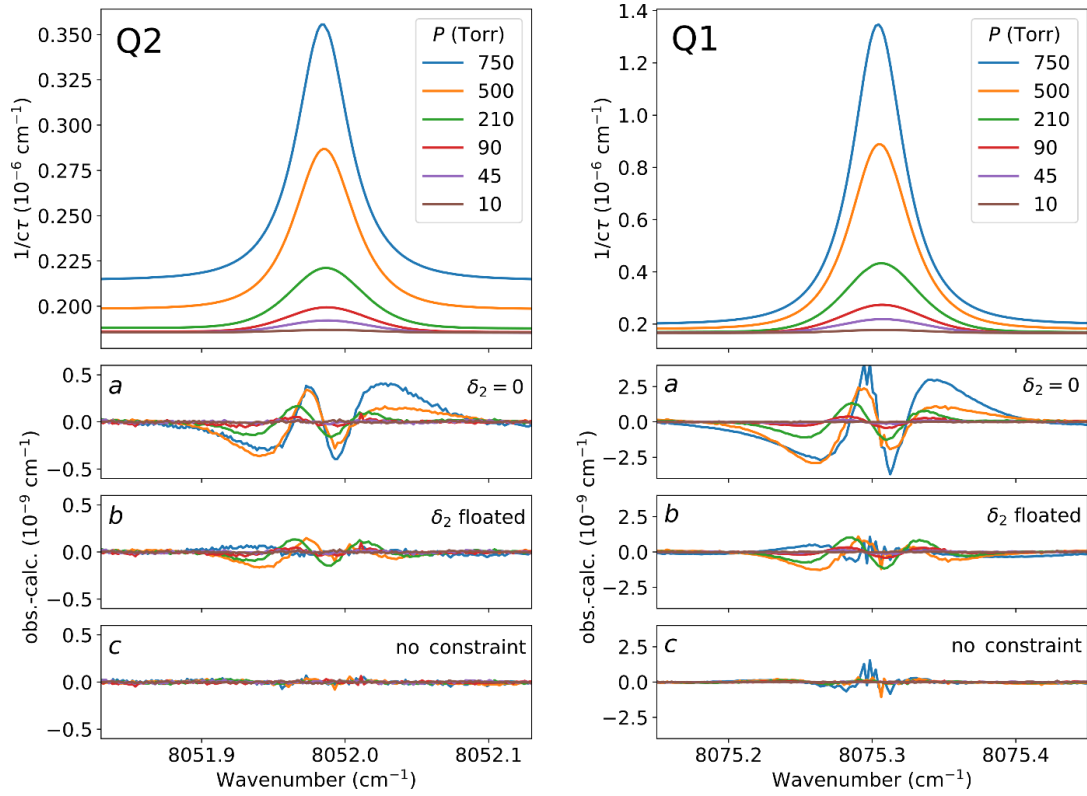 Q2
P (Torr)
750
500
210
90
45
10
0.350
0.325
0.300
0.275
0.250
0.225
0.200
1/cτ (10⁻⁶ cm⁻¹)
a
δ₂ = 0
0.5
0.0
−0.5
b
δ₂ floated
0.5
0.0
−0.5
c
no constraint
0.5
0.0
−0.5
obs.-calc. (10⁻⁹ cm⁻¹)
8051.9
8052.0
8052.1
Wavenumber (cm⁻¹)
Q1
P (Torr)
750
500
210
90
45
10
1.4
1.2
1.0
0.8
0.6
0.4
0.2
1/cτ (10⁻⁶ cm⁻¹)
a
δ₂ = 0
2.5
0.0
−2.5
b
δ₂ floated
2.5
0.0
−2.5
c
no constraint
2.5
0.0
−2.5
obs.-calc. (10⁻⁹ cm⁻¹)
8075.2
8075.3
8075.4
Wavenumber (cm⁻¹)